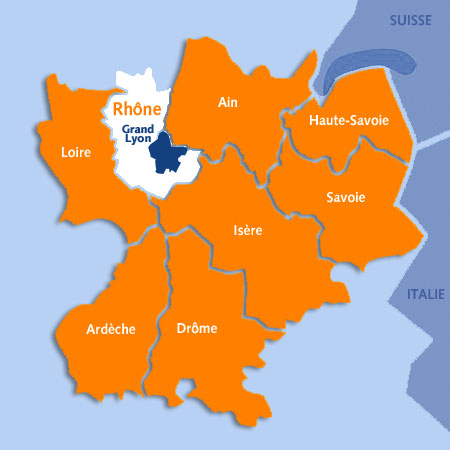 SUISSE
Ain
Rhône
Haute-Savoie
Grand
Lyon
Loire
Savoie
Isère
ITALIE
Ardèche
Drôme